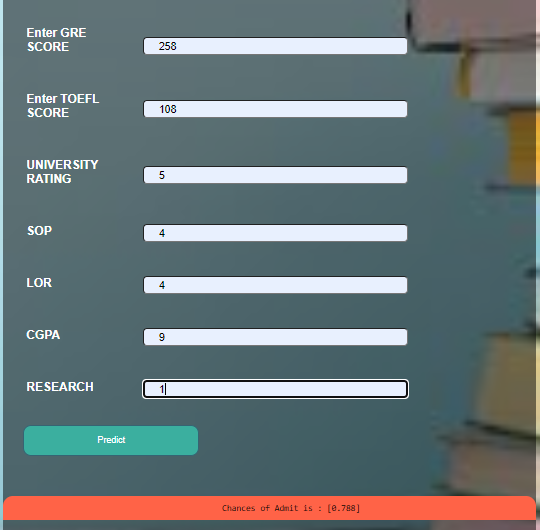 Enter GRE
SCORE
258
Enter TOEFL
SCORE
108
UNIVERSITY
RATING
5
SOP
4
LOR
4
CGPA
9
RESEARCH
1
Predict
Chances of Admit is : [0.788]